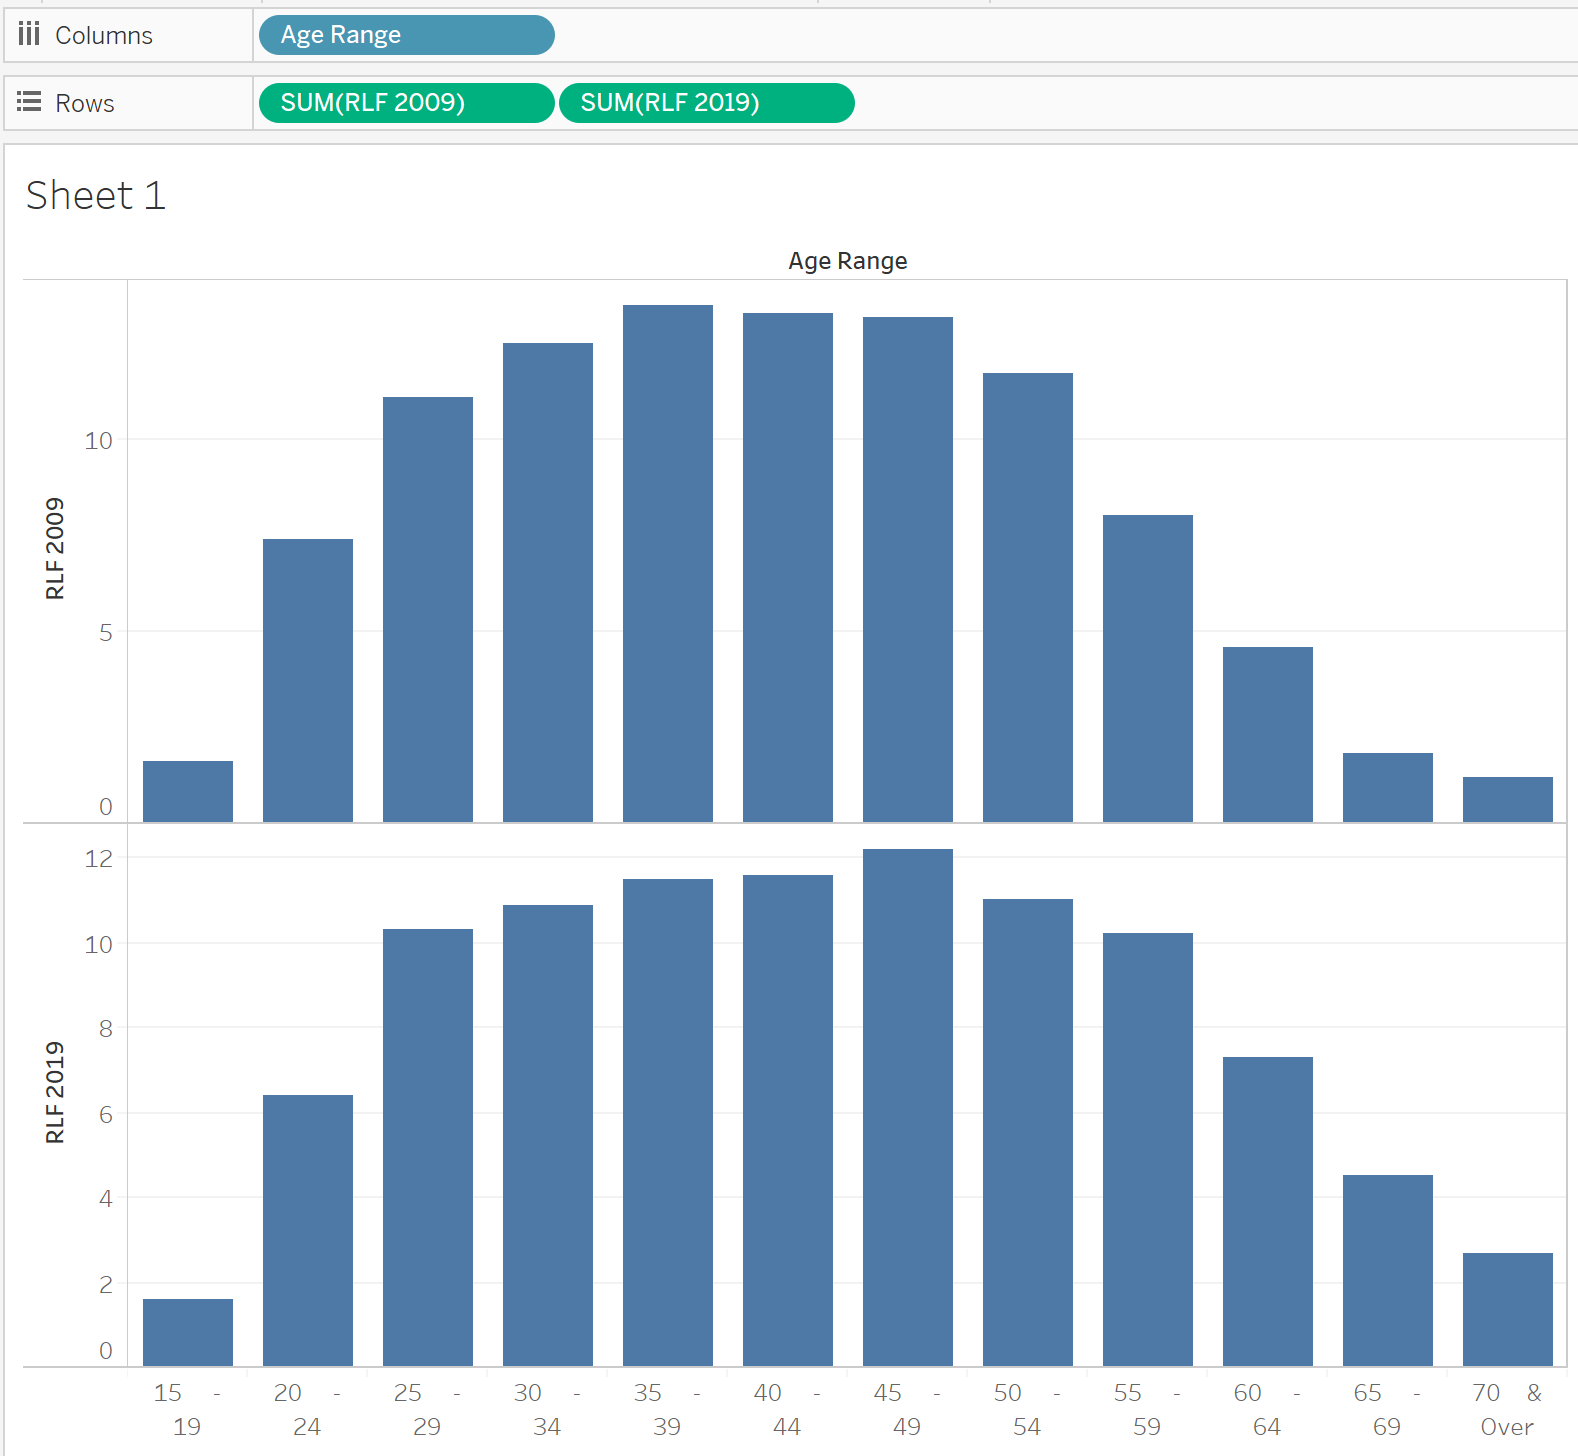 Columns
Age Range
Rows
SUM(RLF 2009)
SUM(RLF 2019)
Sheet 1
Age Range
RLF 2009
10
5
0
RLF 2019
12
10
8
6
4
2
0
15 - 19
20 - 24
25 - 29
30 - 34
35 - 39
40 - 44
45 - 49
50 - 54
55 - 59
60 - 64
65 - 69
70 & Over